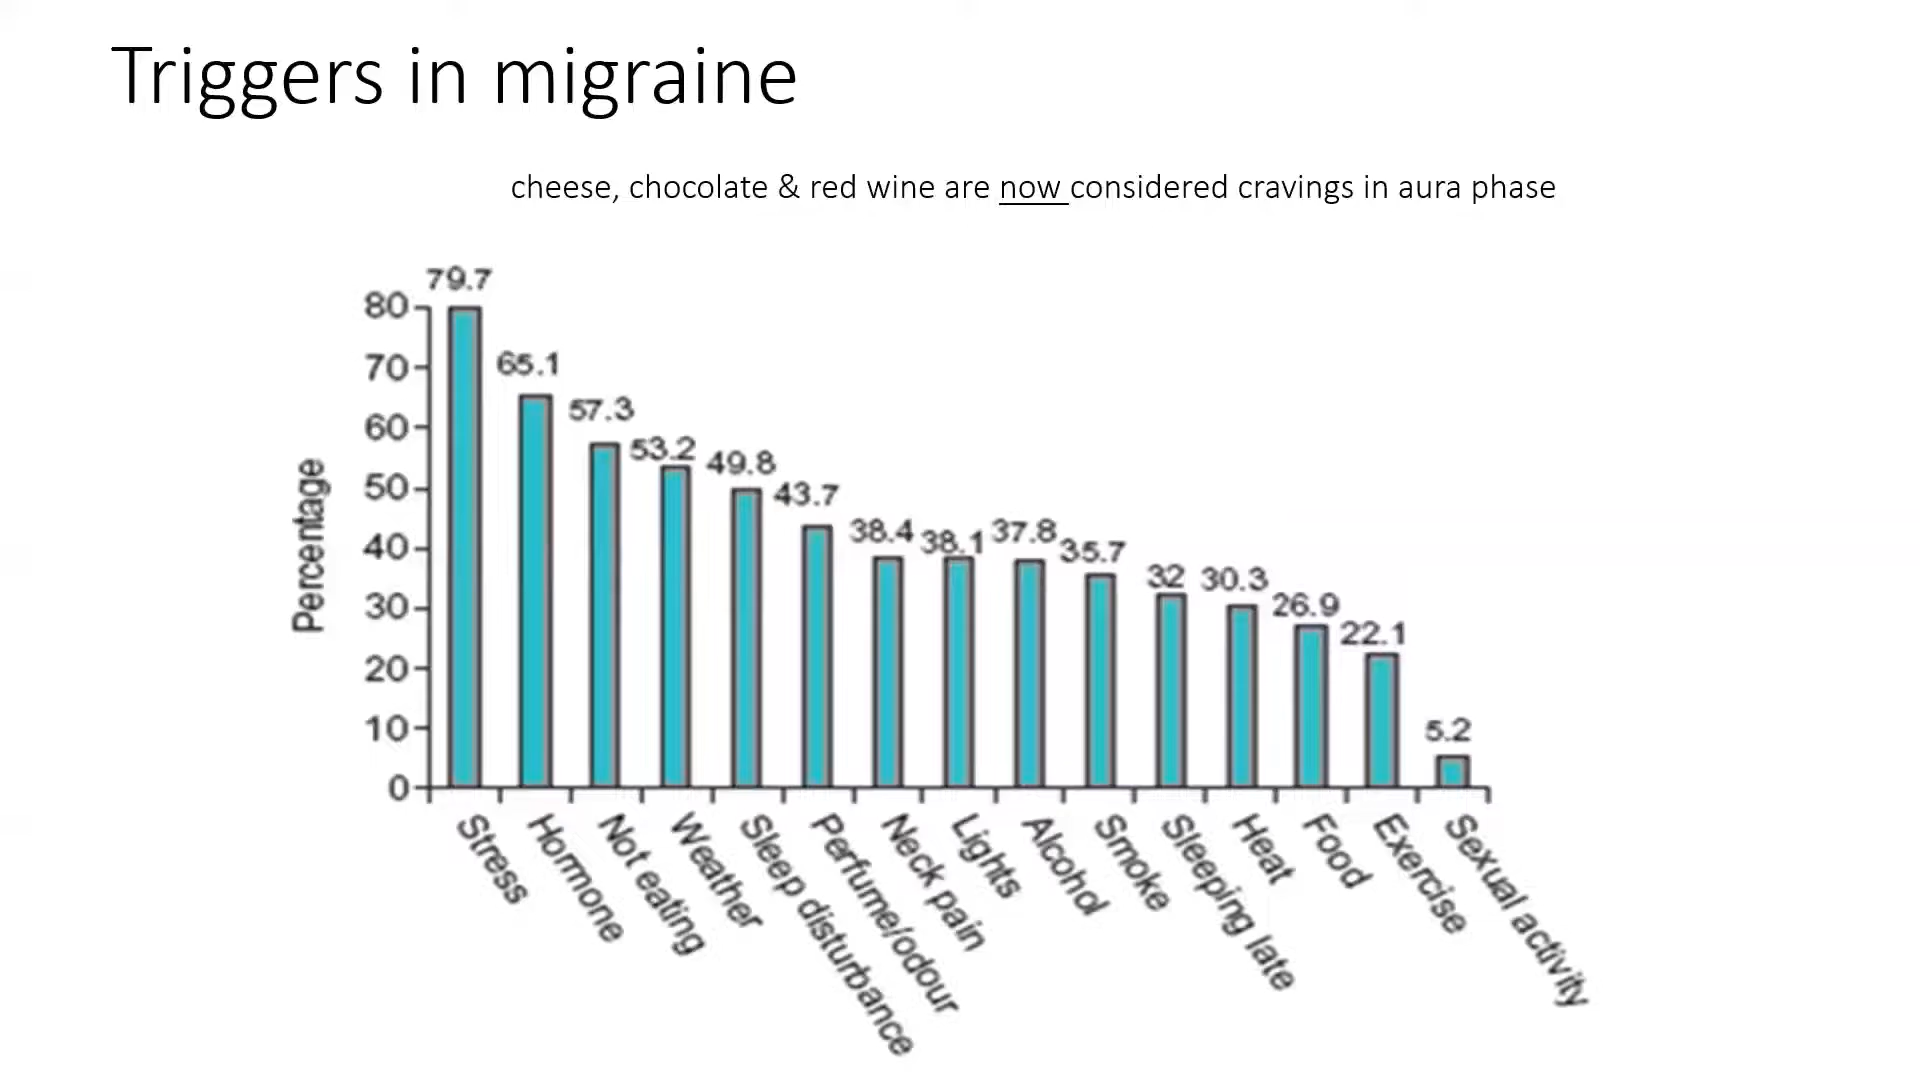 Triggers in migraine
cheese, chocolate & red wine are now considered cravings in aura phase
79.7
65.1
57.3
53.2
49.8
43.7
38.4
38.1
37.8
35.7
32
30.3
26.9
22.1
5.2
Percentage
80
70
60
50
40
30
20
10
0
Stress
Hormone
Not eating
Weather
Sleep disturbance
Perfume/odour
Neck pain
Lights
Alcohol
Smoke
Sleeping late
Heat
Food
Exercise
Sexual activity